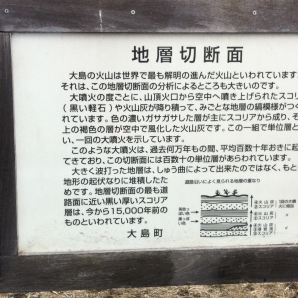 地層切断面
大島の火山は世界で最も解明の進んだ火山といわれています。
それは、この地層切断面の分析によるところも大きいのです。
大噴火の度ごとに、山頂火口から空中へ噴き上げられたスコリア
(黒い軽石)や火山灰が降り積って、みごとな地層の縞模様がつく
れています。色の濃いガサガサした層が主にスコリアから成り、そ
上の褐色の層が空中で風化した火山灰です。この一組で単位層と
い、一回の大噴火を示しています。
このような大噴火は、過去何万年もの間、平均百数十年おきに起
てきており、この切断面には百数十の単位層があらわれています。
大きく波打った地層は、しゅう曲によって出来たのではなく、
地形の起伏なりに堆積したた
めです。地層切断面の最も道
路面に近い黒い厚いスコリア
層は、今から15,000年前の
ものといわれています。
大島町